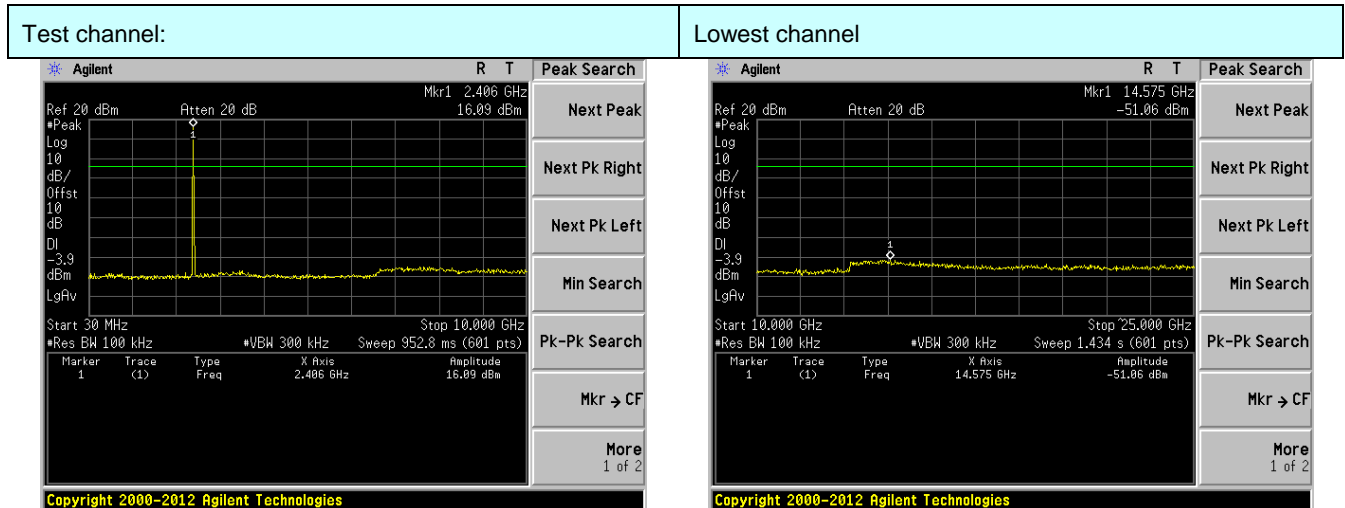 Test channel:
Lowest channel
Agilent R T
Peak Search
Mkr1 2.406 GHz
Ref 20 dBm Atten 20 dB 16.09 dBm
#Peak
Log
10
dB/
Offst
10
dB
DI
-3.9
dBm
LgAv
1
Start 30 MHz Stop 10.000 GHz
#Res BW 100 kHz #VBW 300 kHz Sweep 952.8 ms (601 pts)
Marker Trace Type X Axis Amplitude
1 (1) Freq 2.406 GHz 16.09 dBm
Next Peak
Next Pk Right
Next Pk Left
Min Search
Pk-Pk Search
Mkr → CF
More
1 of 2
Copyright 2000-2012 Agilent Technologies
Agilent R T
Peak Search
Mkr1 14.575 GHz
Ref 20 dBm Atten 20 dB -51.06 dBm
#Peak
Log
10
dB/
Offst
10
dB
DI
-3.9
dBm
LgAv
1
Start 10.000 GHz Stop 25.000 GHz
#Res BW 100 kHz #VBW 300 kHz Sweep 1.434 s (601 pts)
Marker Trace Type X Axis Amplitude
1 (1) Freq 14.575 GHz -51.06 dBm
Next Peak
Next Pk Right
Next Pk Left
Min Search
Pk-Pk Search
Mkr → CF
More
1 of 2
Copyright 2000-2012 Agilent Technologies